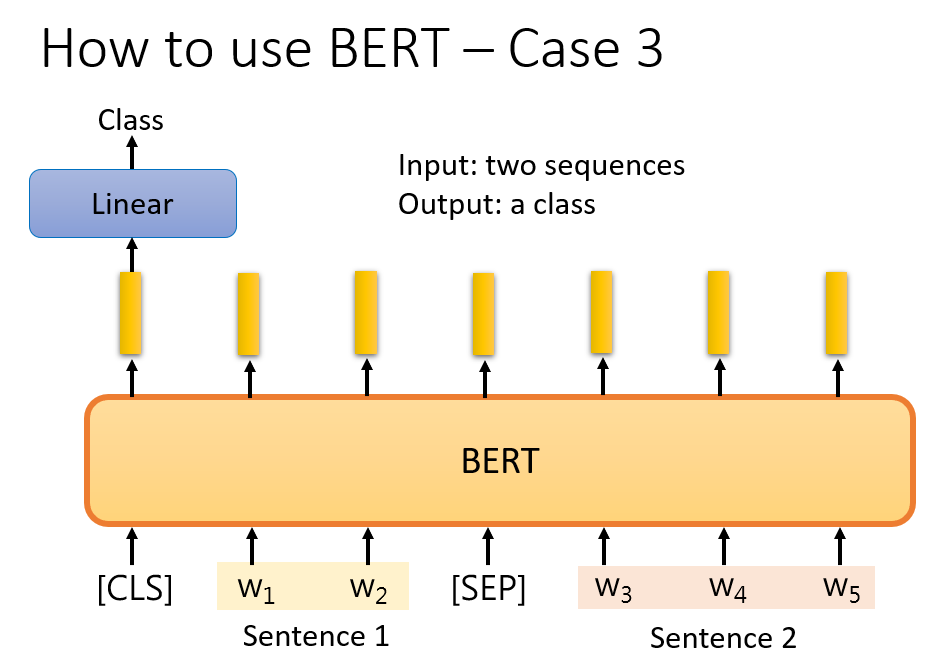 How to use BERT – Case 3
Class
Input: two sequences
Linear
Output: a class
BERT
[CLS] w₁ w₂ [SEP] w₃ w₄ w₅
Sentence 1 Sentence 2